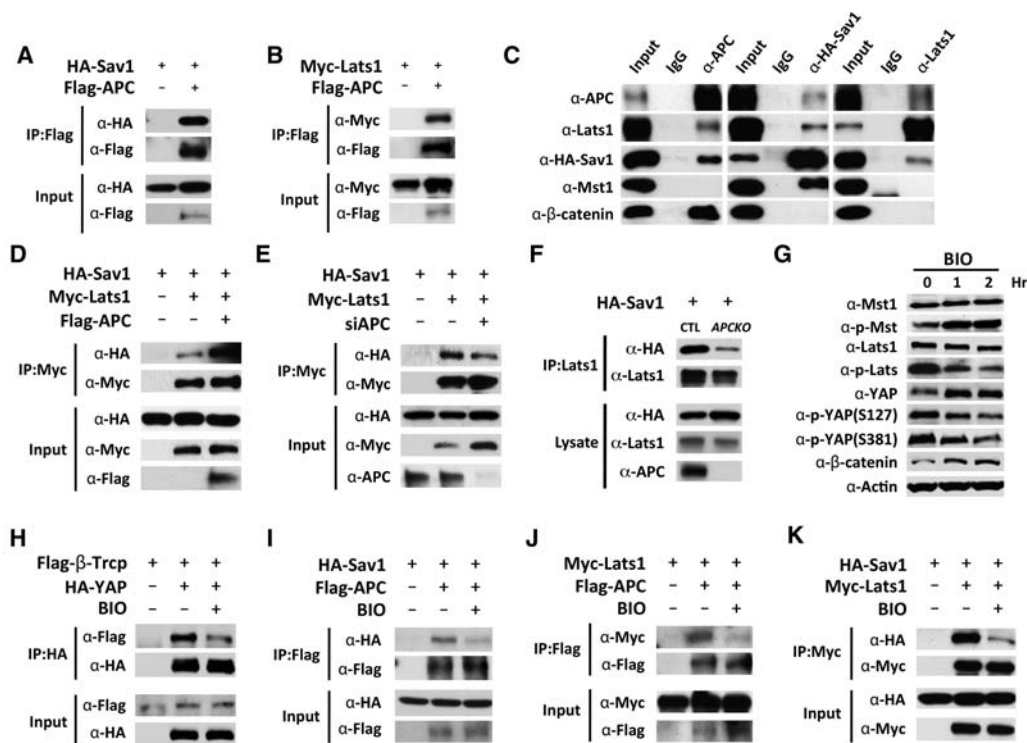 A
HA-Sav1 + +
Flag-APC - +
IP:Flag
α-HA
α-Flag
Input
α-HA
α-Flag
B
Myc-Lats1 + +
Flag-APC - +
IP:Flag
α-Myc
α-Flag
Input
α-Myc
α-Flag
C
Input IgG α-APC Input IgG α-HA-Sav1 Input IgG α-Lats1
α-APC
α-Lats1
α-HA-Sav1
α-Mst1
α-β-catenin
D
HA-Sav1 + + +
Myc-Lats1 - + +
Flag-APC - - +
IP:Myc
α-HA
α-Myc
Input
α-HA
α-Myc
α-Flag
E
HA-Sav1 + + +
Myc-Lats1 - + +
siAPC - - +
IP:Myc
α-HA
α-Myc
Input
α-HA
α-Myc
α-APC
F
HA-Sav1 + +
CTL APCKO
IP:Lats1
α-HA
α-Lats1
Lysate
α-HA
α-Lats1
α-APC
G
BIO
0 1 2 Hr
α-Mst1
α-p-Mst
α-Lats1
α-p-Lats
α-YAP
α-p-YAP(S127)
α-p-YAP(S381)
α-β-catenin
α-Actin
H
Flag-β-Trcp + + +
HA-YAP - + +
BIO - - +
IP:HA
α-Flag
α-HA
Input
α-Flag
α-HA
I
HA-Sav1 + + +
Flag-APC - + +
BIO - - +
IP:Flag
α-HA
α-Flag
Input
α-HA
α-Flag
J
Myc-Lats1 + + +
Flag-APC - + +
BIO - - +
IP:Flag
α-Myc
α-Flag
Input
α-Myc
α-Flag
K
HA-Sav1 + + +
Myc-Lats1 - + +
BIO - - +
IP:Myc
α-HA
α-Myc
Input
α-HA
α-Myc